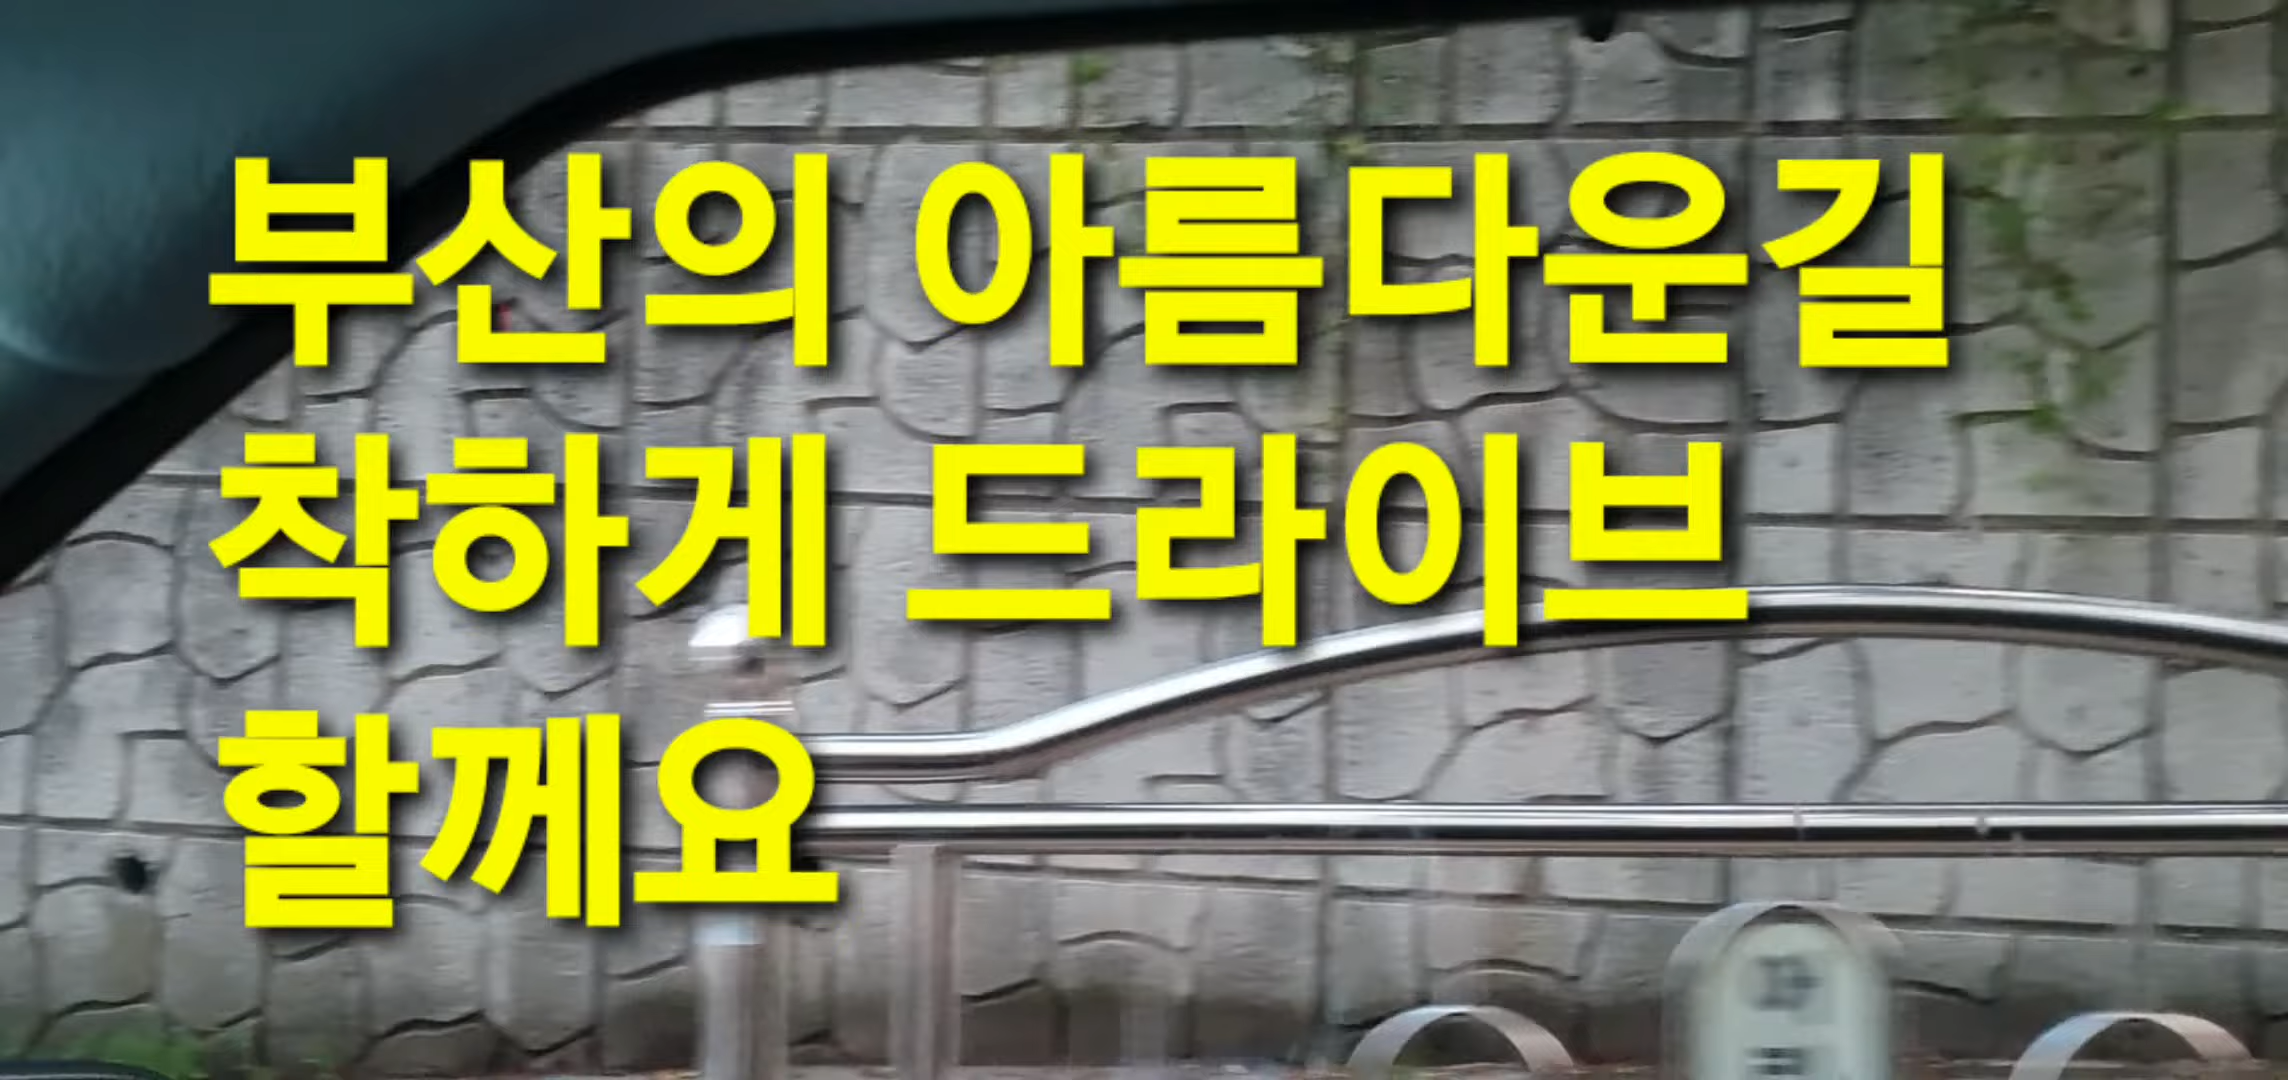 부산의 아름다운길
착하게 드라이브
할께요